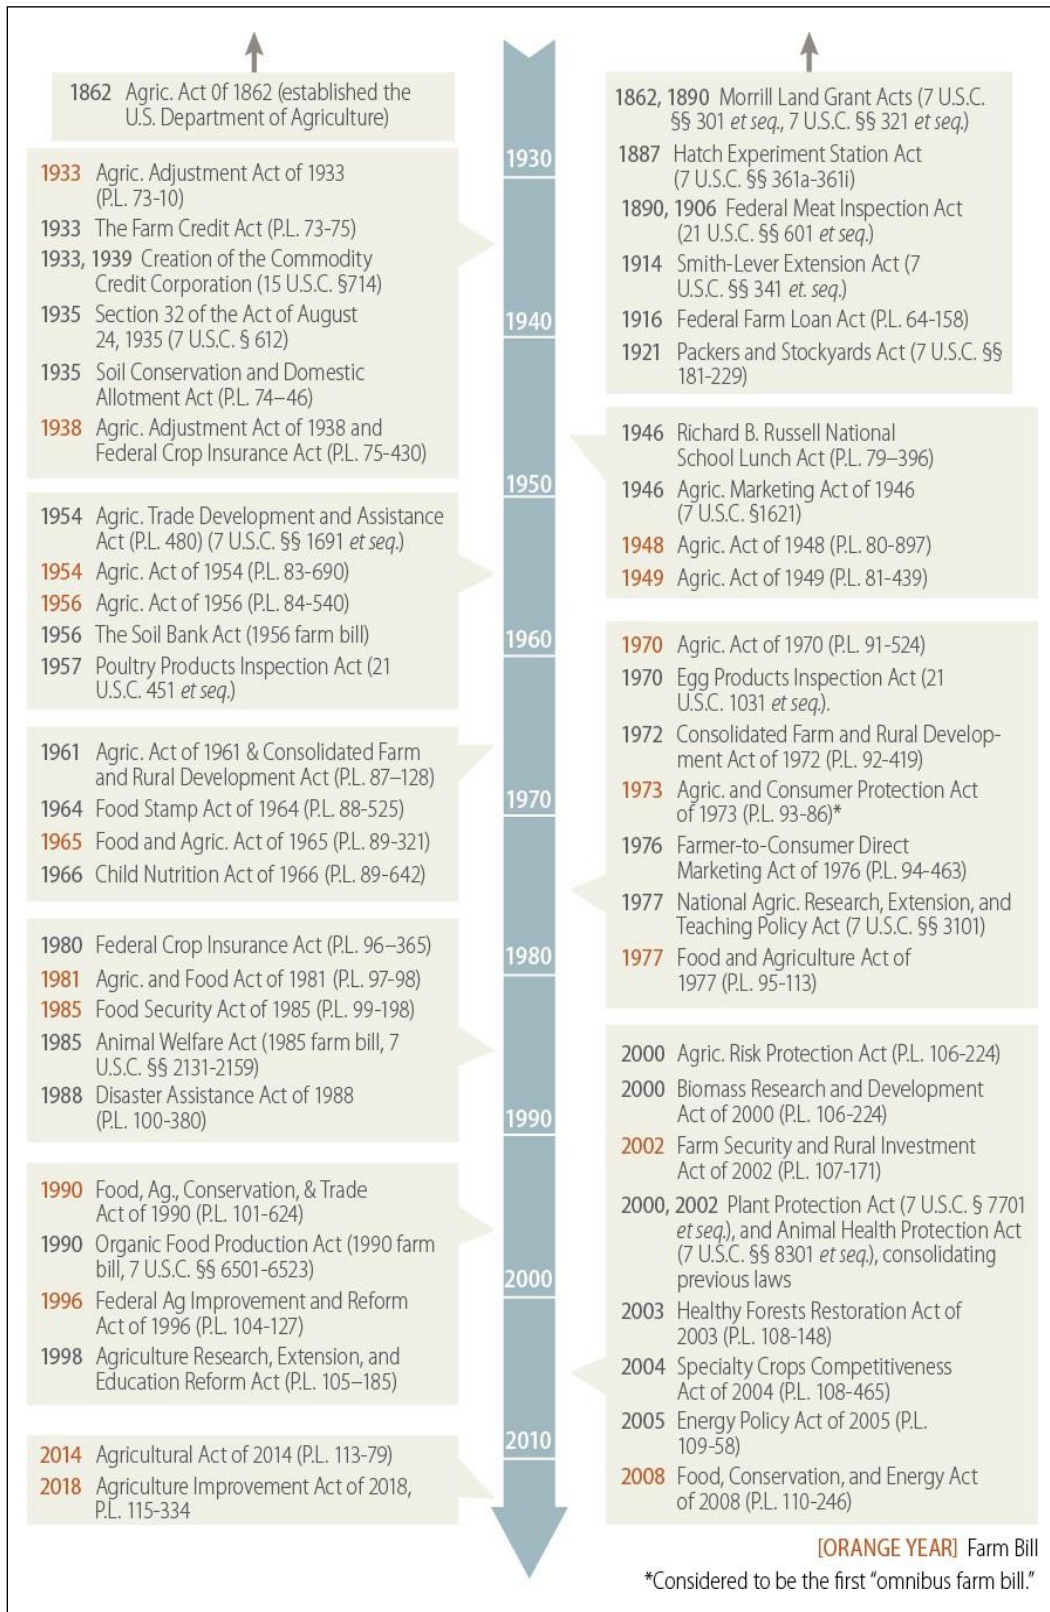 1862 Agric. Act 0f 1862 (established the
U.S. Department of Agriculture)
1933 Agric. Adjustment Act of 1933
(P.L. 73-10)
1933 The Farm Credit Act (P.L. 73-75)
1933, 1939 Creation of the Commodity
Credit Corporation (15 U.S.C. §714)
1935 Section 32 of the Act of August
24, 1935 (7 U.S.C. § 612)
1935 Soil Conservation and Domestic
Allotment Act (P.L. 74–46)
1938 Agric. Adjustment Act of 1938 and
Federal Crop Insurance Act (P.L. 75-430)
1954 Agric. Trade Development and Assistance
Act (P.L. 480) (7 U.S.C. §§ 1691 et seq.)
1954 Agric. Act of 1954 (P.L. 83-690)
1956 Agric. Act of 1956 (P.L. 84-540)
1956 The Soil Bank Act (1956 farm bill)
1957 Poultry Products Inspection Act (21
U.S.C. 451 et seq.)
1961 Agric. Act of 1961 & Consolidated Farm
and Rural Development Act (P.L. 87–128)
1964 Food Stamp Act of 1964 (P.L. 88-525)
1965 Food and Agric. Act of 1965 (P.L. 89-321)
1966 Child Nutrition Act of 1966 (P.L. 89-642)
1980 Federal Crop Insurance Act (P.L. 96–365)
1981 Agric. and Food Act of 1981 (P.L. 97-98)
1985 Food Security Act of 1985 (P.L. 99-198)
1985 Animal Welfare Act (1985 farm bill, 7
U.S.C. §§ 2131-2159)
1988 Disaster Assistance Act of 1988
(P.L. 100-380)
1990 Food, Ag., Conservation, & Trade
Act of 1990 (P.L. 101-624)
1990 Organic Food Production Act (1990 farm
bill, 7 U.S.C. §§ 6501-6523)
1996 Federal Ag Improvement and Reform
Act of 1996 (P.L. 104-127)
1998 Agriculture Research, Extension, and
Education Reform Act (P.L. 105–185)
2014 Agricultural Act of 2014 (P.L. 113-79)
2018 Agriculture Improvement Act of 2018,
P.L. 115-334
1930
1940
1950
1960
1970
1980
1990
2000
2010
1862, 1890 Morrill Land Grant Acts (7 U.S.C.
§§ 301 et seq., 7 U.S.C. §§ 321 et seq.)
1887 Hatch Experiment Station Act
(7 U.S.C. §§ 361a-361i)
1890, 1906 Federal Meat Inspection Act
(21 U.S.C. §§ 601 et seq.)
1914 Smith-Lever Extension Act (7
U.S.C. §§ 341 et. seq.)
1916 Federal Farm Loan Act (P.L. 64-158)
1921 Packers and Stockyards Act (7 U.S.C. §§
181-229)
1946 Richard B. Russell National
School Lunch Act (P.L. 79–396)
1946 Agric. Marketing Act of 1946
(7 U.S.C. §1621)
1948 Agric. Act of 1948 (P.L. 80-897)
1949 Agric. Act of 1949 (P.L. 81-439)
1970 Agric. Act of 1970 (P.L. 91-524)
1970 Egg Products Inspection Act (21
U.S.C. 1031 et seq.).
1972 Consolidated Farm and Rural Develop-
ment Act of 1972 (P.L. 92-419)
1973 Agric. and Consumer Protection Act
of 1973 (P.L. 93-86)*
1976 Farmer-to-Consumer Direct
Marketing Act of 1976 (P.L. 94-463)
1977 National Agric. Research, Extension, and
Teaching Policy Act (7 U.S.C. §§ 3101)
1977 Food and Agriculture Act of
1977 (P.L. 95-113)
2000 Agric. Risk Protection Act (P.L. 106-224)
2000 Biomass Research and Development
Act of 2000 (P.L. 106-224)
2002 Farm Security and Rural Investment
Act of 2002 (P.L. 107-171)
2000, 2002 Plant Protection Act (7 U.S.C. § 7701
et seq.), and Animal Health Protection Act
(7 U.S.C. §§ 8301 et seq.), consolidating
previous laws
2003 Healthy Forests Restoration Act of
2003 (P.L. 108-148)
2004 Specialty Crops Competitiveness
Act of 2004 (P.L. 108-465)
2005 Energy Policy Act of 2005 (P.L.
109-58)
2008 Food, Conservation, and Energy Act
of 2008 (P.L. 110-246)
[ORANGE YEAR] Farm Bill
*Considered to be the first “omnibus farm bill.”